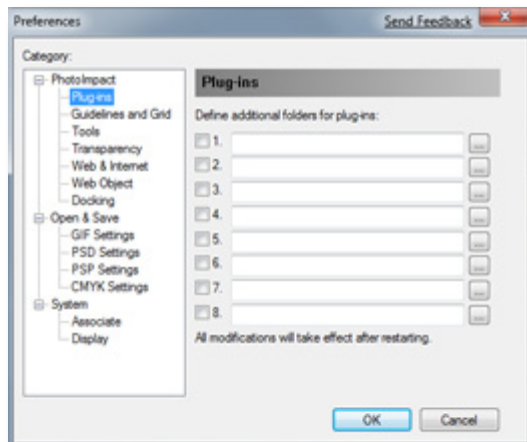 Preferences
Send Feedback
Category:
PhotoImpact
Plug-ins
Guidelines and Grid
Tools
Transparency
Web & Internet
Web Object
Docking
Open & Save
GIF Settings
PSD Settings
PSP Settings
CMYK Settings
System
Associate
Display
Plug-ins
Define additional folders for plug-ins:
1.
...
2.
...
3.
...
4.
...
5.
...
6.
...
7.
...
8.
...
All modifications will take effect after restarting.
OK
Cancel